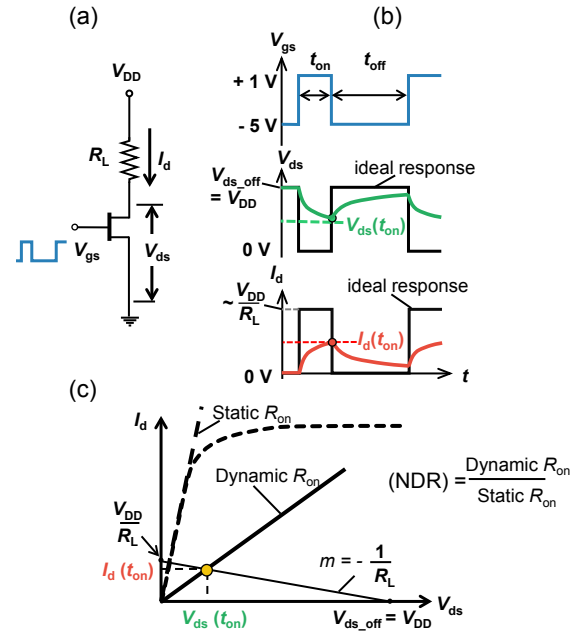 (a)
V_DD
R_L
I_d
V_gs
V_ds
(b)
V_gs
t_on
t_off
+ 1 V
- 5 V
V_ds
V_ds_off
= V_DD
ideal response
V_ds(t_on)
0 V
I_d
~ V_DD
R_L
ideal response
I_d(t_on)
0 V
t
(c)
I_d
Static R_on
Dynamic R_on
(NDR) = Dynamic R_on
Static R_on
V_DD
R_L
I_d (t_on)
m = - 1
R_L
V_ds
V_ds (t_on)
V_ds_off = V_DD